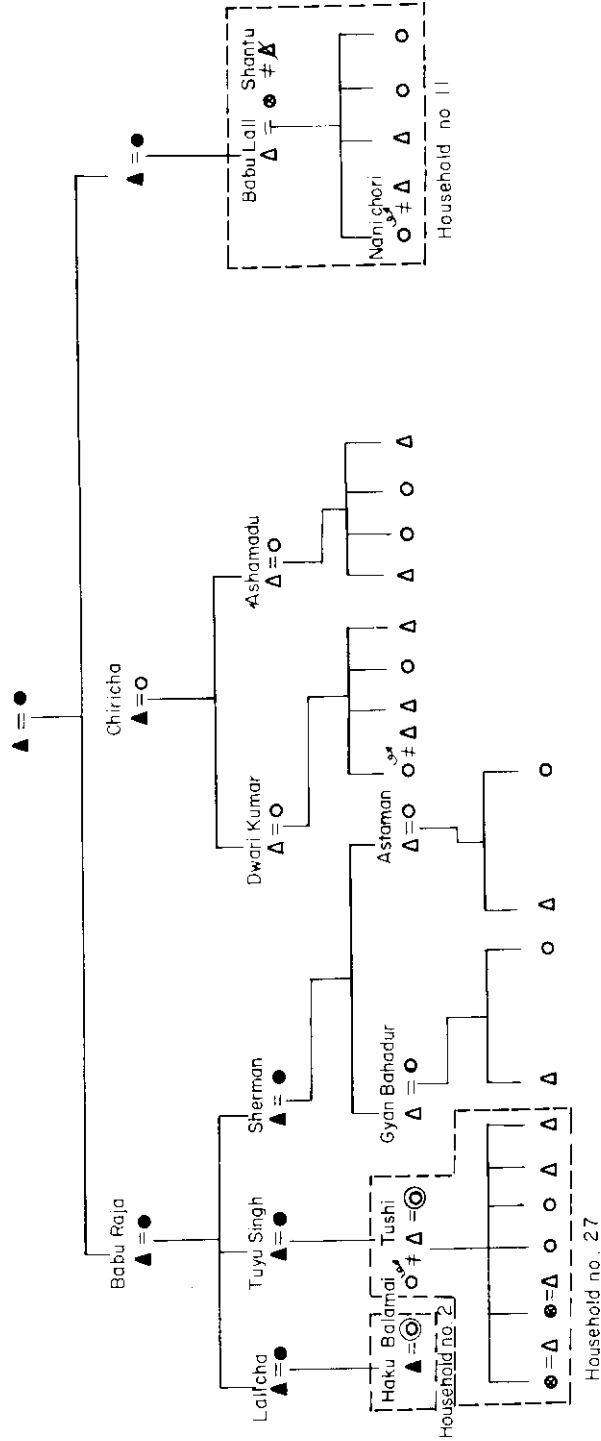 Babu Raja
Chiricha
Lalitcha
Tuyu Singh
Sherman
Dwari Kumar
Ashamadu
Babu Lall
Shantu
Haku
Balamai
Tushi
Gyan Bahadur
Astaman
Nani chori
Household no. 2
Household no. 27
Household no 11